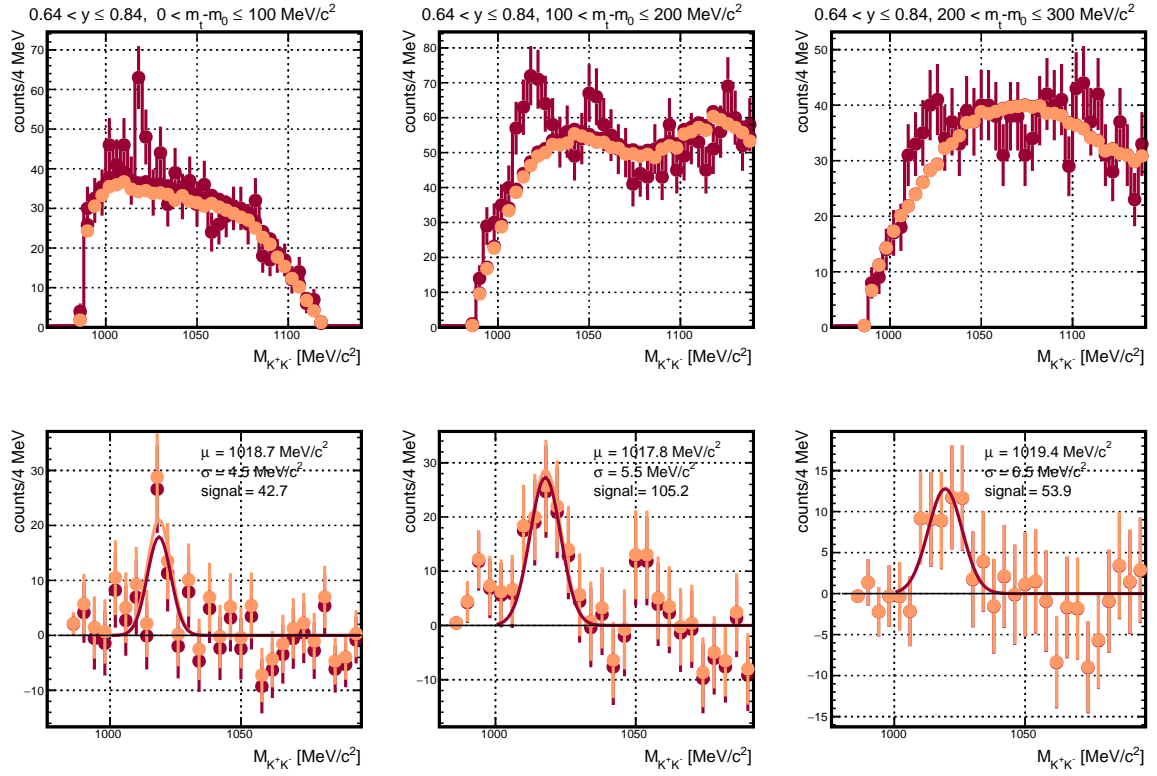 0.64 < y ≤ 0.84, 0 < m_t-m_0 ≤ 100 MeV/c²
counts/4 MeV
70
60
50
40
30
20
10
0
1000 1050 1100
M_{K⁺K⁻} [MeV/c²]
0.64 < y ≤ 0.84, 100 < m_t-m_0 ≤ 200 MeV/c²
counts/4 MeV
80
70
60
50
40
30
20
10
0
1000 1050 1100
M_{K⁺K⁻} [MeV/c²]
0.64 < y ≤ 0.84, 200 < m_t-m_0 ≤ 300 MeV/c²
counts/4 MeV
50
40
30
20
10
0
1000 1050 1100
M_{K⁺K⁻} [MeV/c²]
counts/4 MeV
μ = 1018.7 MeV/c²
σ = 4.5 MeV/c²
signal = 42.7
30
20
10
0
−10
1000 1050
M_{K⁺K⁻} [MeV/c²]
counts/4 MeV
μ = 1017.8 MeV/c²
σ = 5.5 MeV/c²
signal = 105.2
30
20
10
0
−10
1000 1050
M_{K⁺K⁻} [MeV/c²]
counts/4 MeV
μ = 1019.4 MeV/c²
σ = 6.5 MeV/c²
signal = 53.9
15
10
5
0
−5
−10
−15
1000 1050
M_{K⁺K⁻} [MeV/c²]